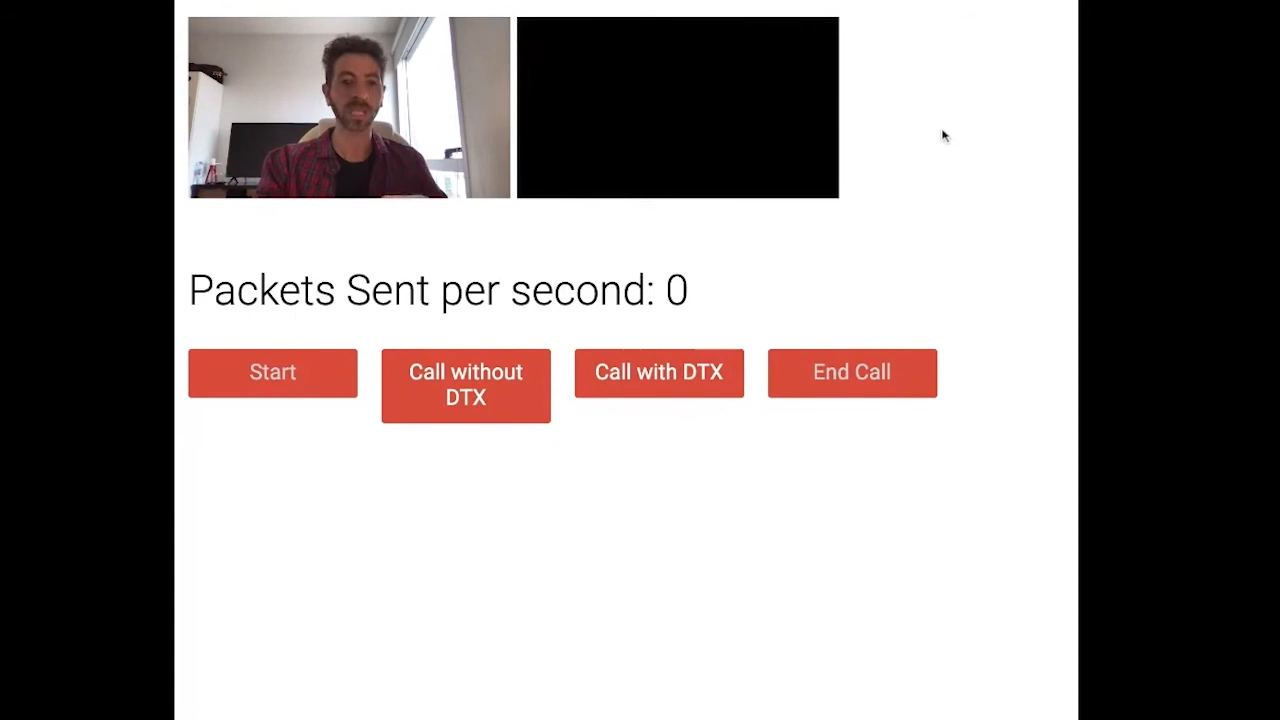 Packets Sent per second: 0
Start
Call without
DTX
Call with DTX
End Call